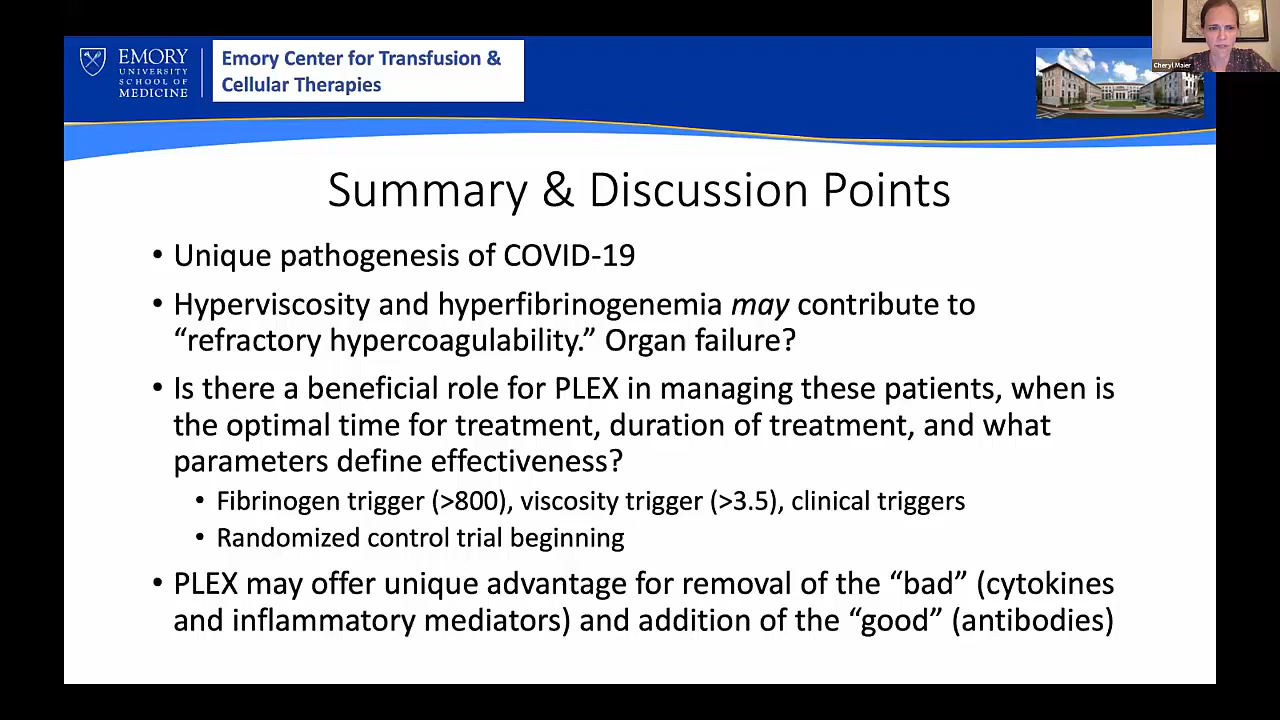 EMORY
UNIVERSITY
SCHOOL OF
MEDICINE
Emory Center for Transfusion &
Cellular Therapies
Cheryl Maier
Summary & Discussion Points
• Unique pathogenesis of COVID-19
• Hyperviscosity and hyperfibrinogenemia may contribute to
“refractory hypercoagulability.” Organ failure?
• Is there a beneficial role for PLEX in managing these patients, when is
the optimal time for treatment, duration of treatment, and what
parameters define effectiveness?
• Fibrinogen trigger (>800), viscosity trigger (>3.5), clinical triggers
• Randomized control trial beginning
• PLEX may offer unique advantage for removal of the “bad” (cytokines
and inflammatory mediators) and addition of the “good” (antibodies)